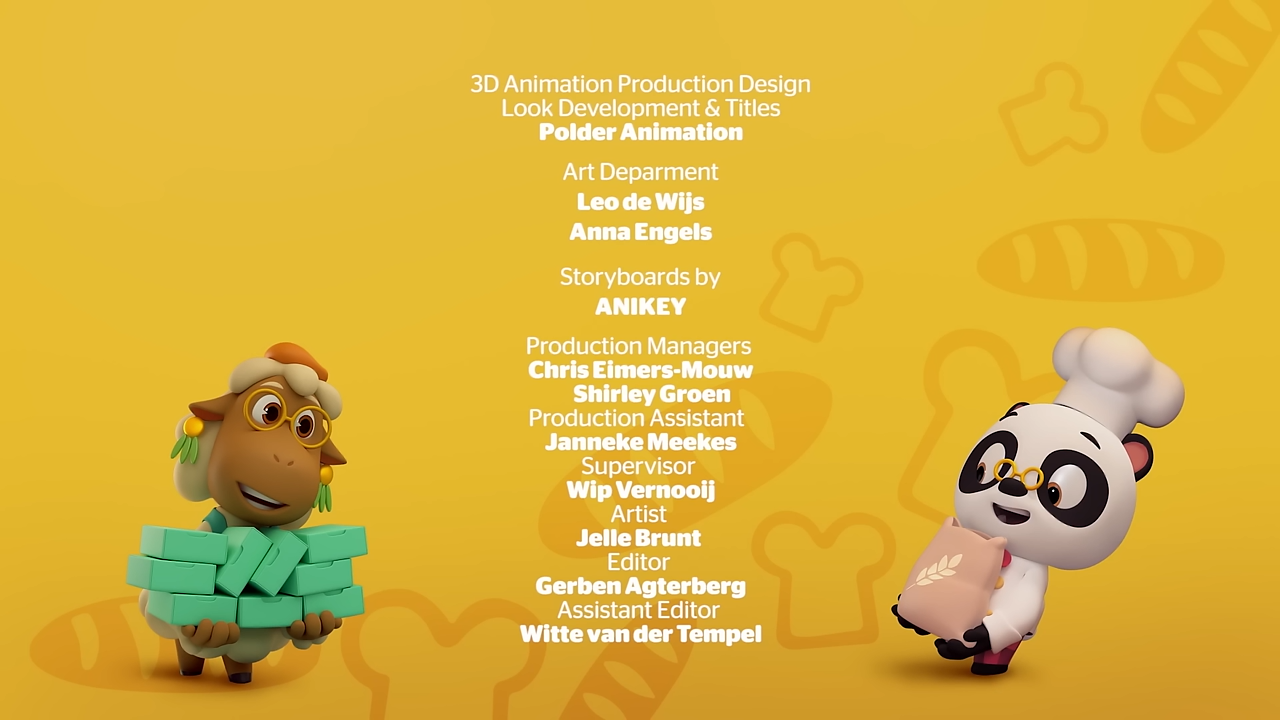 3D Animation Production Design
Look Development & Titles
Polder Animation
Art Deparment
Leo de Wijs
Anna Engels
Storyboards by
ANIKEY
Production Managers
Chris Eimers-Mouw
Shirley Groen
Production Assistant
Janneke Meekes
Supervisor
Wip Vernooij
Artist
Jelle Brunt
Editor
Gerben Agterberg
Assistant Editor
Witte van der Tempel